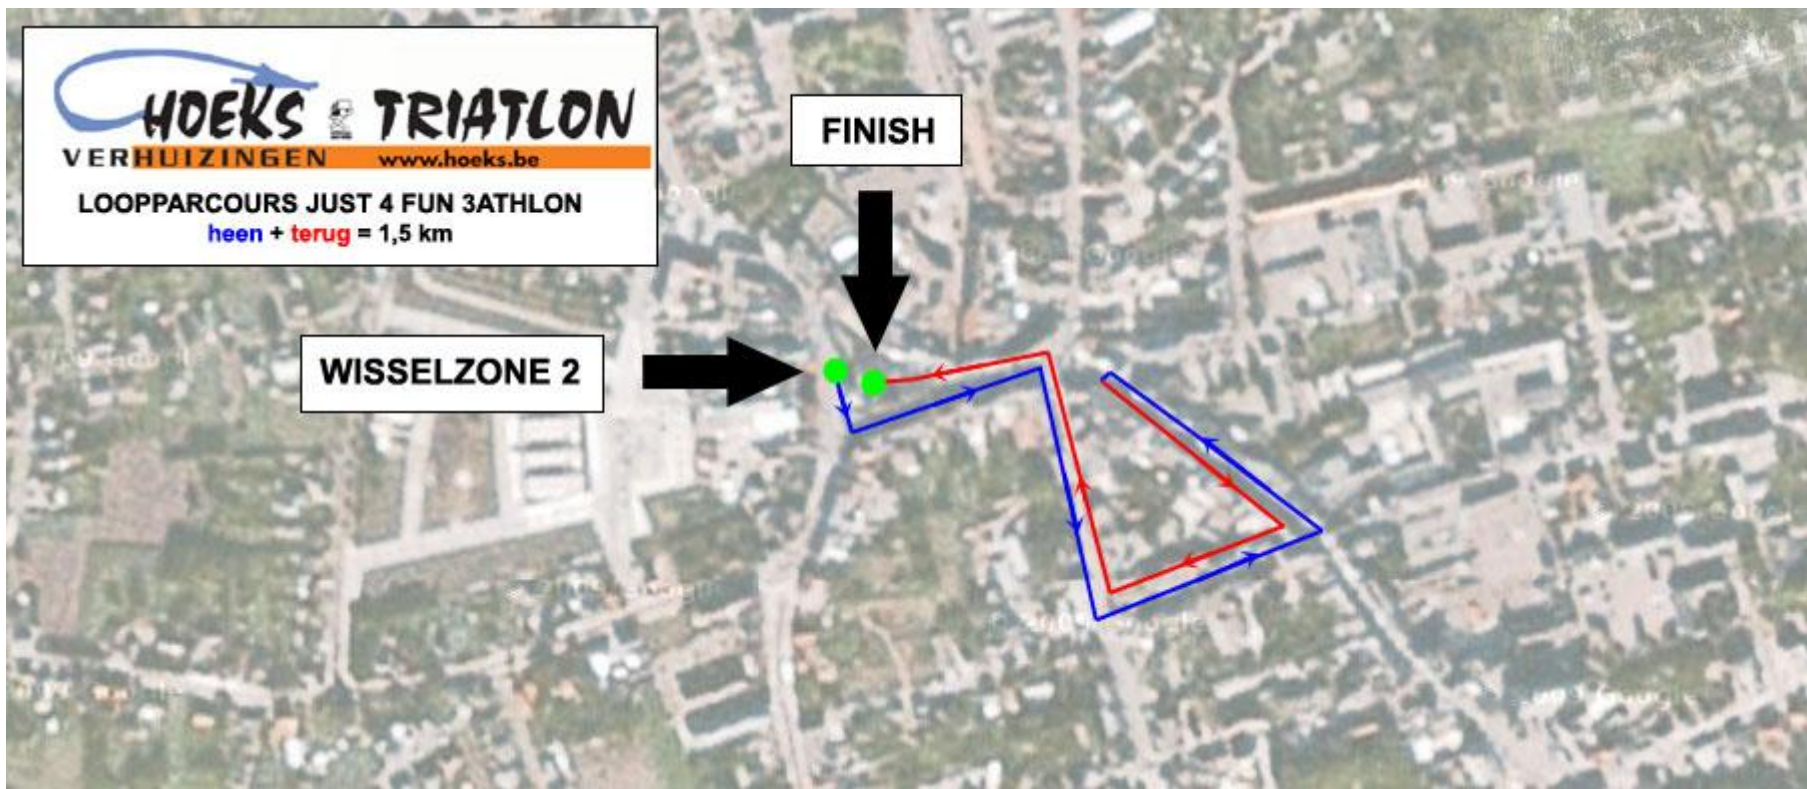 HOEKS TRIATLON
VERHUIZINGEN www.hoeks.be
LOOPPARCOURS JUST 4 FUN 3ATHLON
heen + terug = 1,5 km
FINISH
WISSELZONE 2